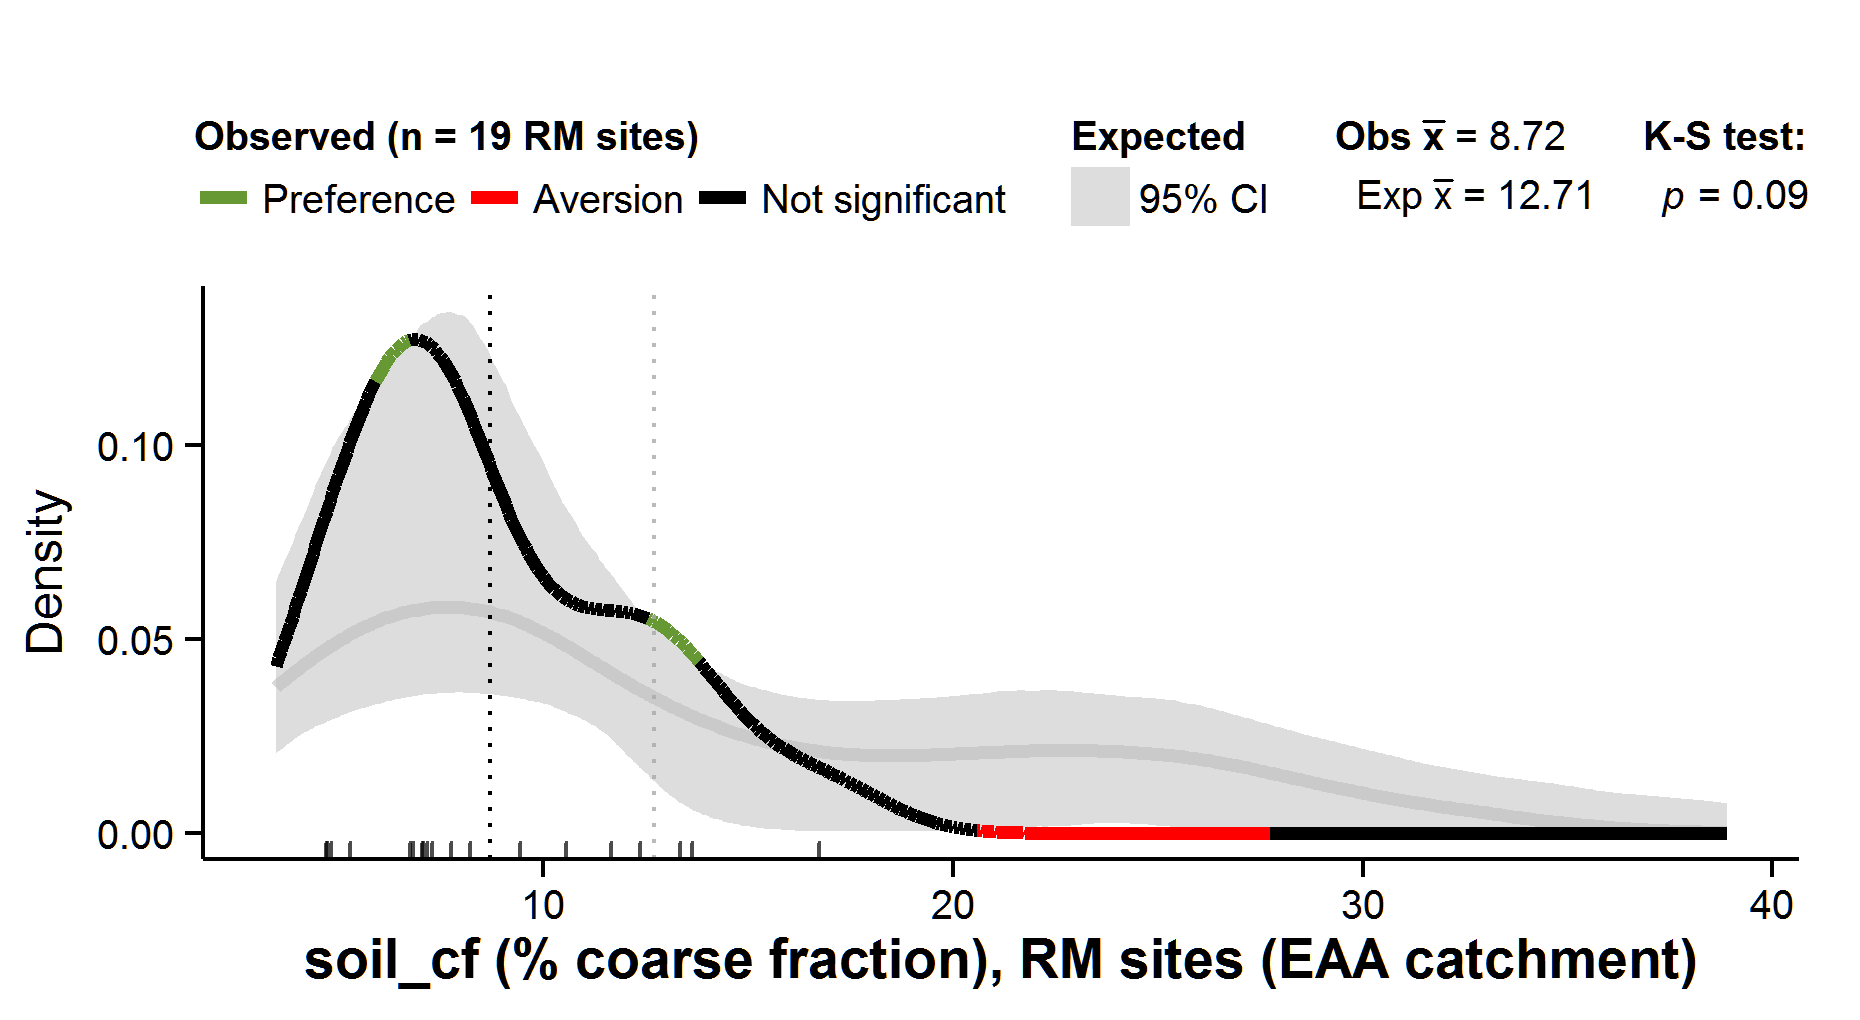 Observed (n = 19 RM sites) Expected Obs x̅ = 8.72 K-S test:
Preference Aversion Not significant 95% CI Exp x̅ = 12.71 p = 0.09
Density
0.10
0.05
0.00
10 20 30 40
soil_cf (% coarse fraction), RM sites (EAA catchment)